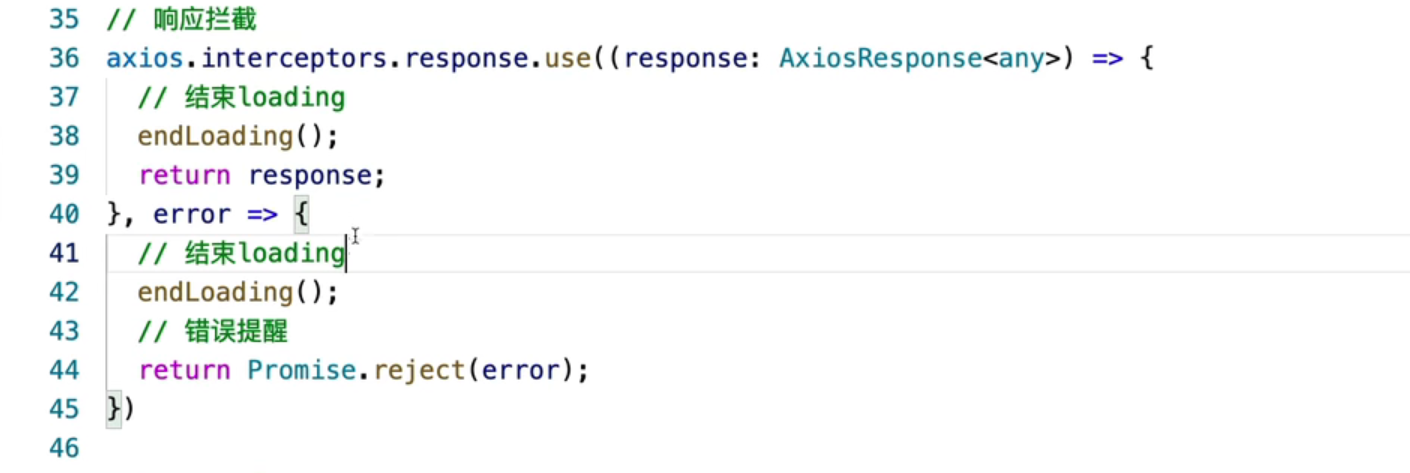 35 // 响应拦截
36 axios.interceptors.response.use((response: AxiosResponse<any>) => {
37 // 结束loading
38 endLoading();
39 return response;
40 }, error => {
41 // 结束loading
42 endLoading();
43 // 错误提醒
44 return Promise.reject(error);
45 })
46